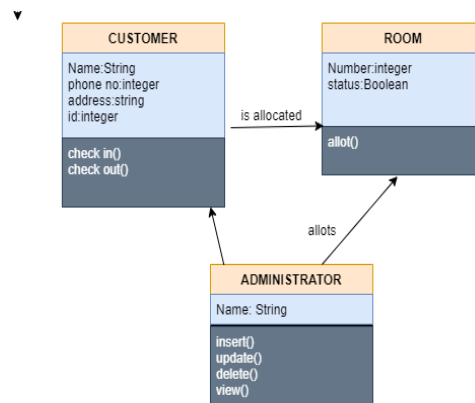 CUSTOMER
Name:String
phone no:integer
address:string
id:integer
check in()
check out()
is allocated
ROOM
Number:integer
status:Boolean
allot()
allots
ADMINISTRATOR
Name: String
insert()
update()
delete()
view()